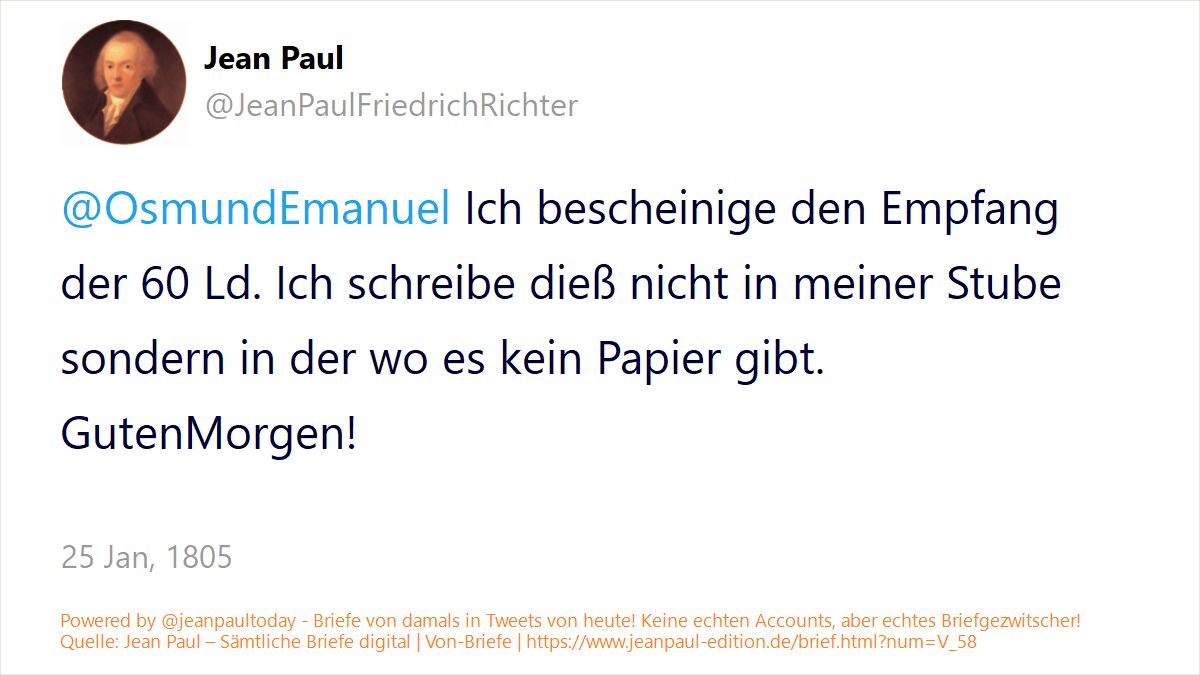 Jean Paul
@JeanPaulFriedrichRichter
@OsmundEmanuel Ich bescheinige den Empfang
der 60 Ld. Ich schreibe dieß nicht in meiner Stube
sondern in der wo es kein Papier gibt.
GutenMorgen!
25 Jan, 1805
Powered by @jeanpaultoday - Briefe von damals in Tweets von heute! Keine echten Accounts, aber echtes Briefgezwitscher!
Quelle: Jean Paul – Sämtliche Briefe digital | Von-Briefe | https://www.jeanpaul-edition.de/brief.html?num=V_58